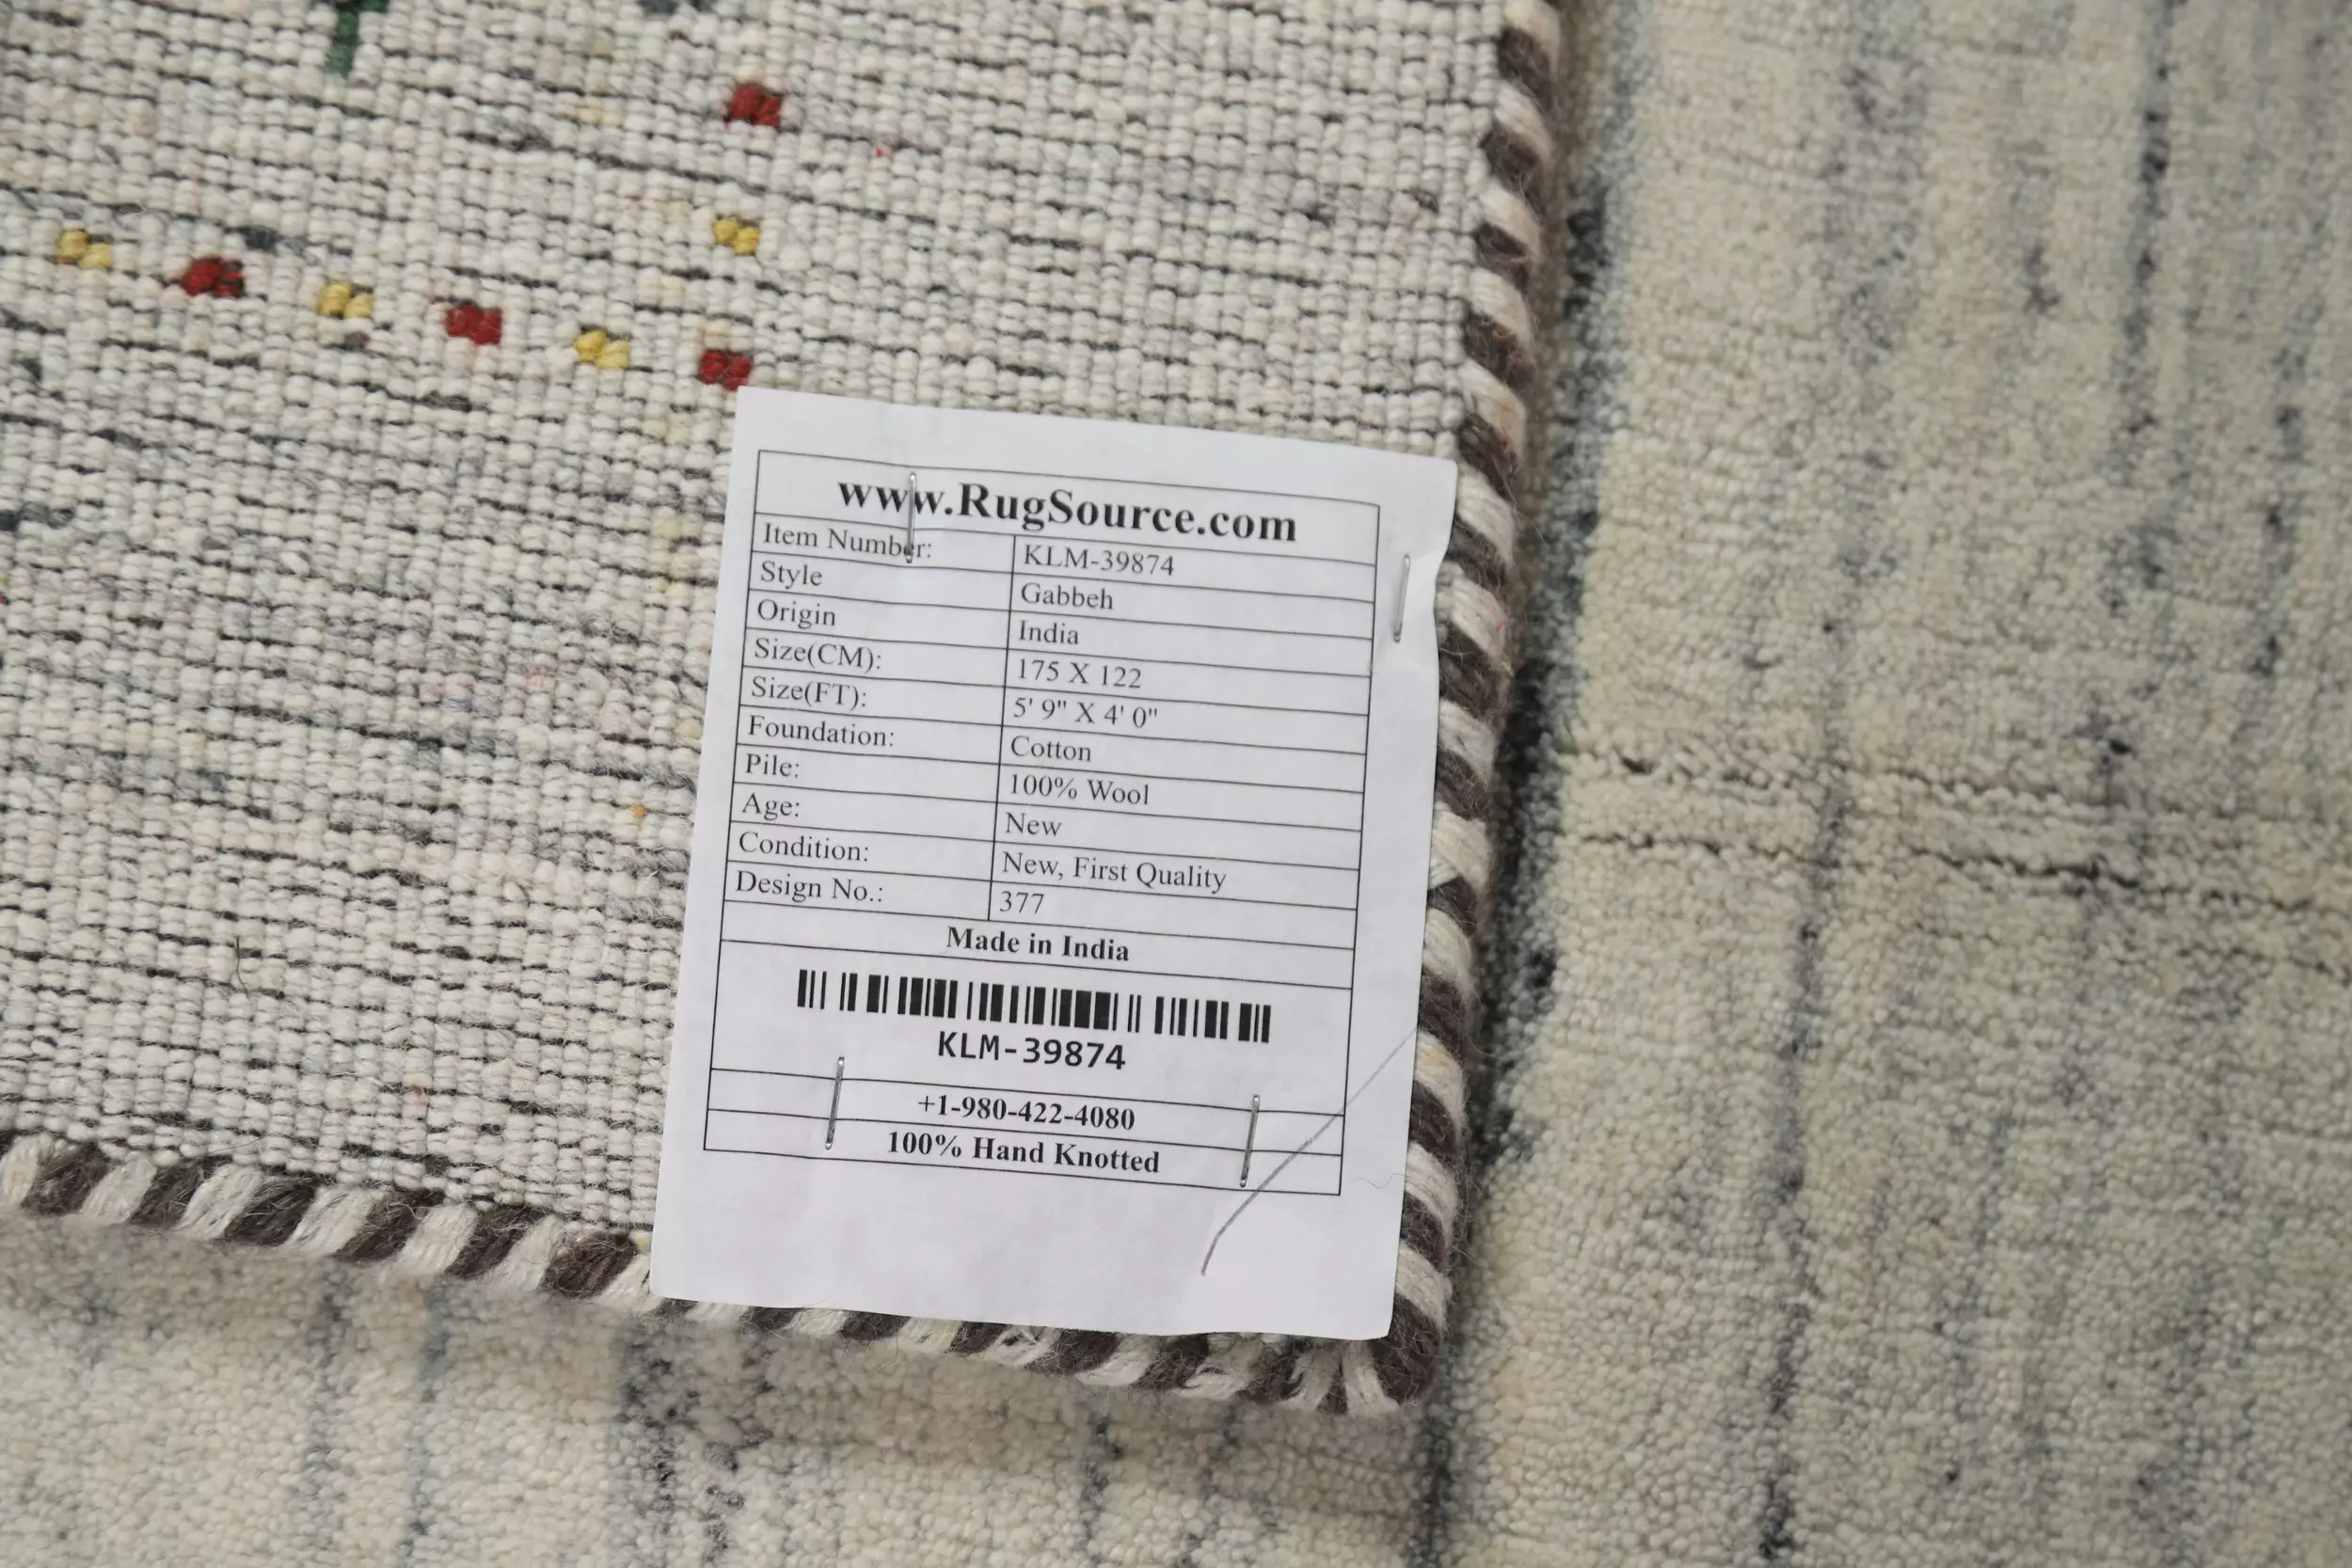 www.RugSource.com
Item Number: KLM-39874
Style Gabbeh
Origin India
Size(CM): 175 X 122
Size(FT): 5' 9" X 4' 0"
Foundation: Cotton
Pile: 100% Wool
Age: New
Condition: New, First Quality
Design No.: 377
Made in India
KLM-39874
+1-980-422-4080
100% Hand Knotted